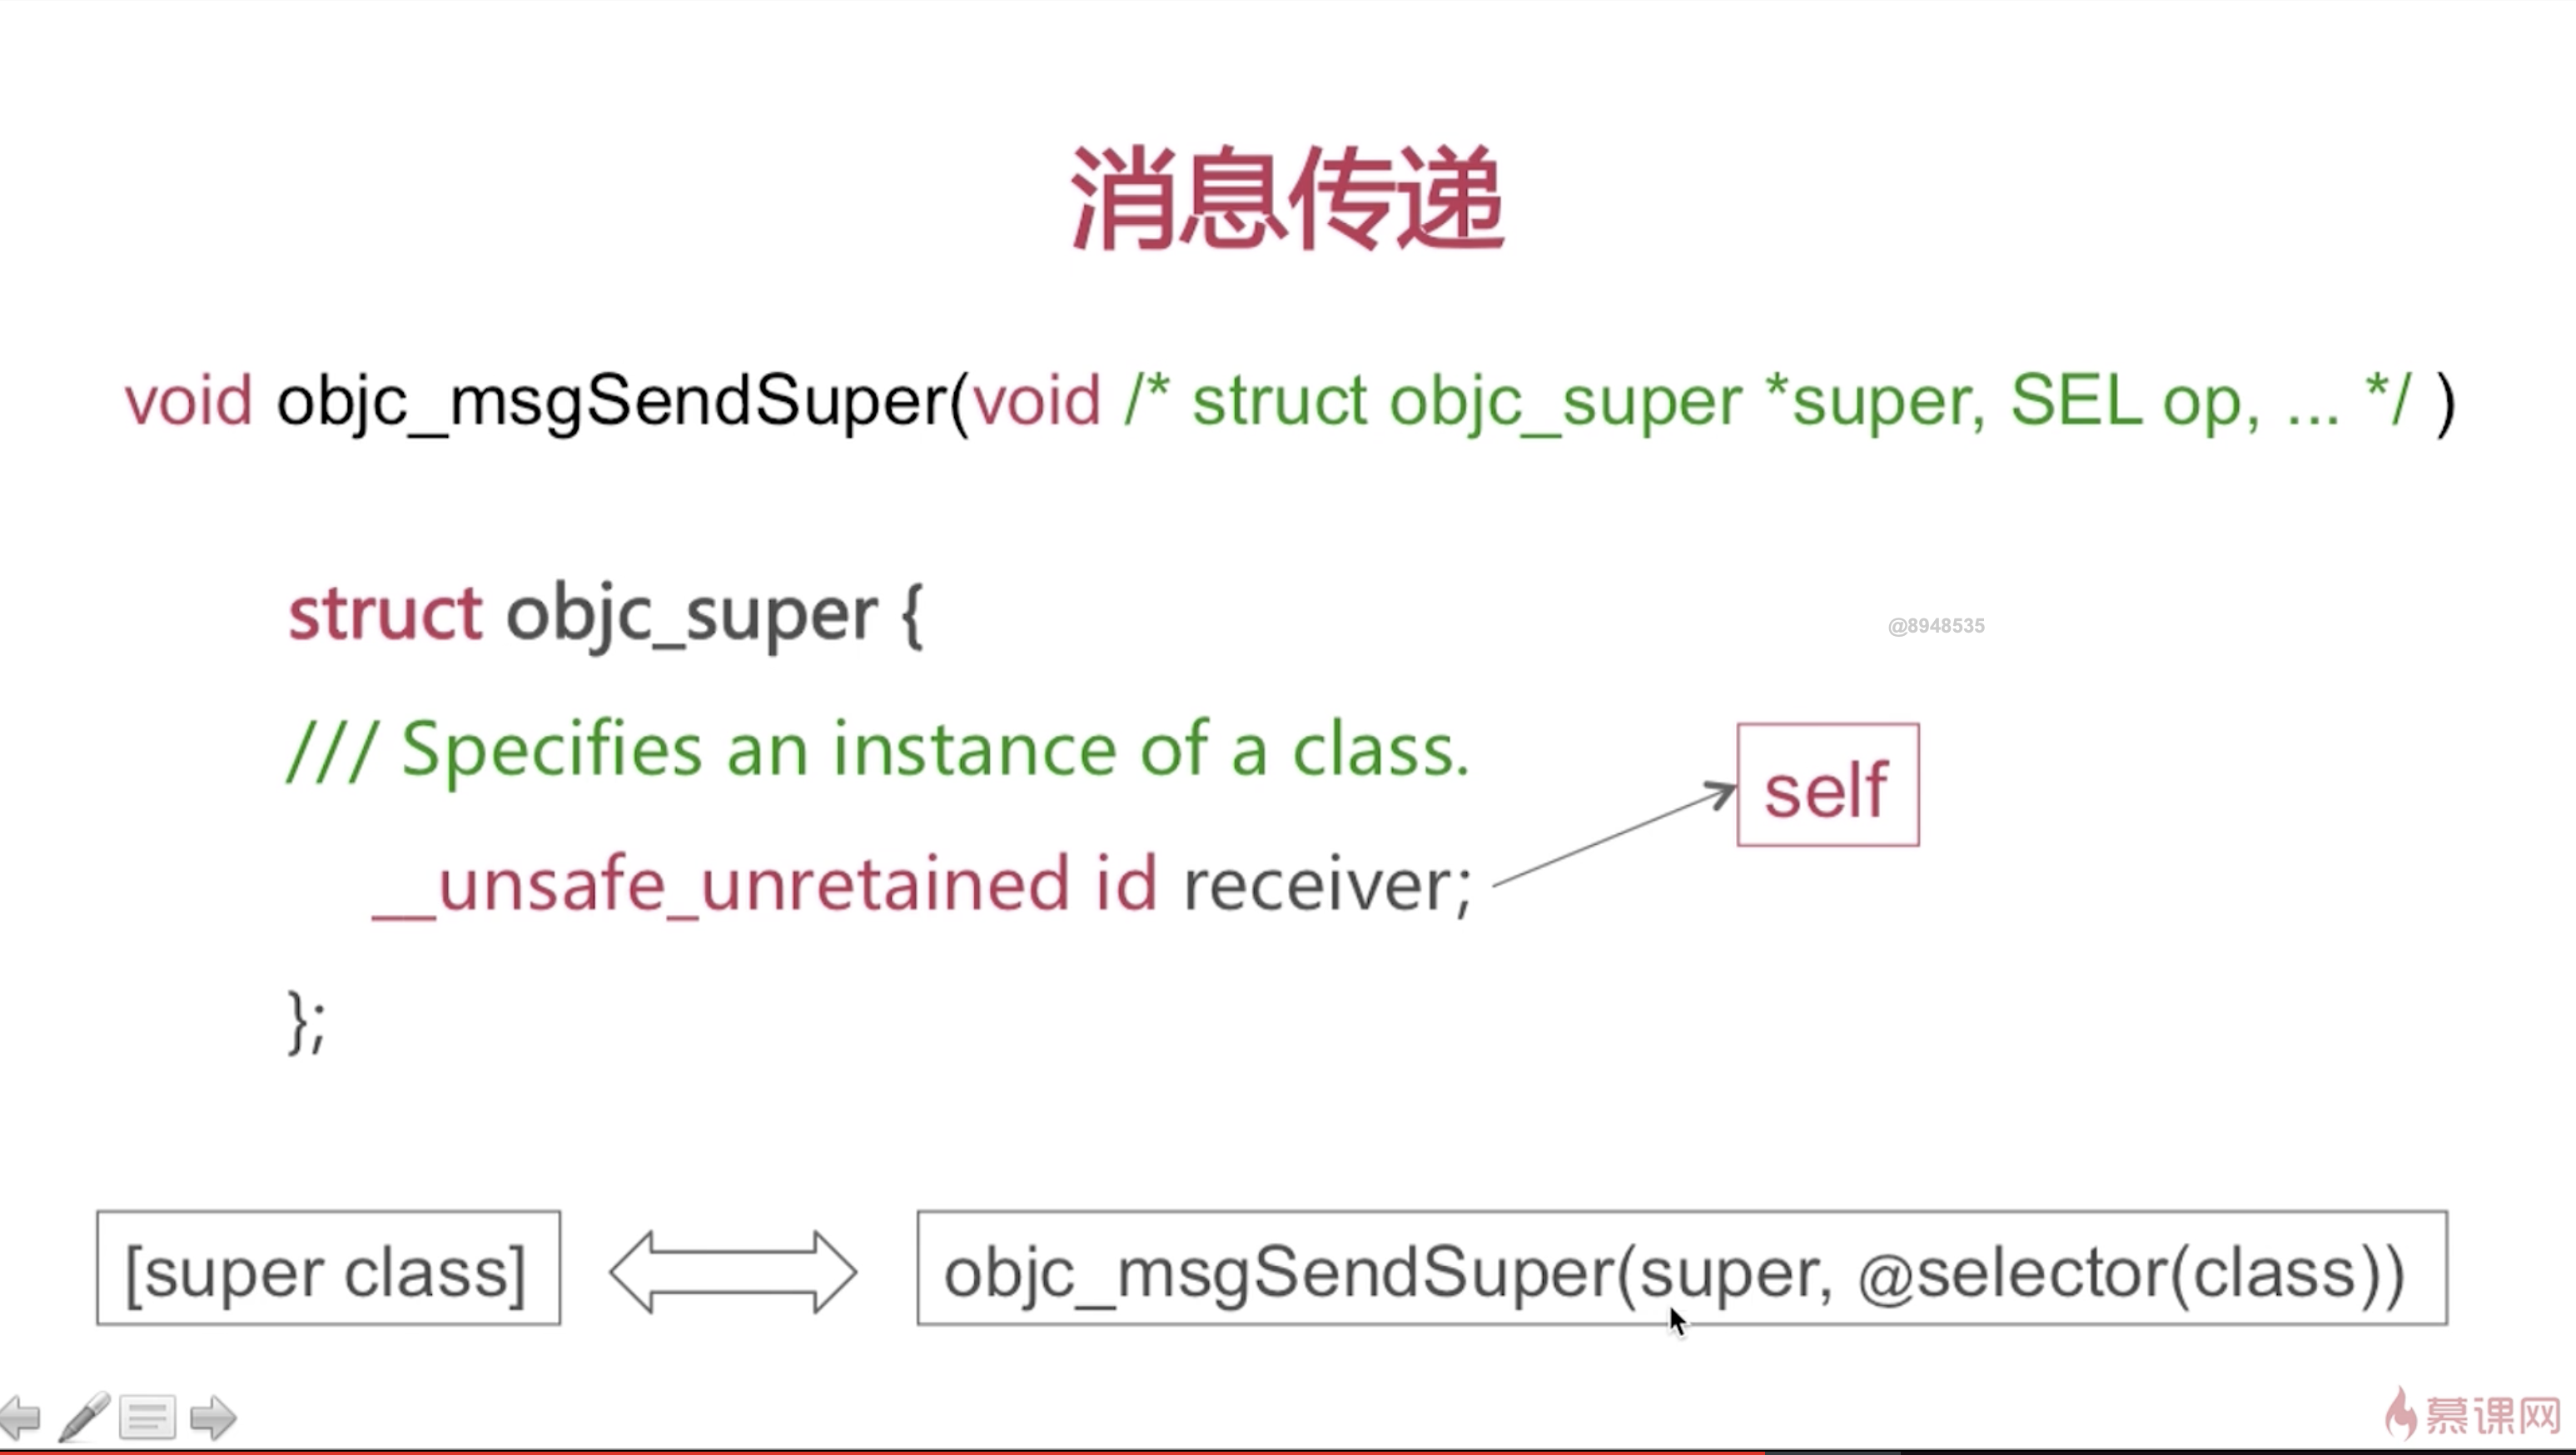 消息传递
void objc_msgSendSuper(void /* struct objc_super *super, SEL op, ... */ )
struct objc_super {
@8948535
/// Specifies an instance of a class.
self
__unsafe_unretained id receiver;
};
[super class]
objc_msgSendSuper(super, @selector(class))
慕课网